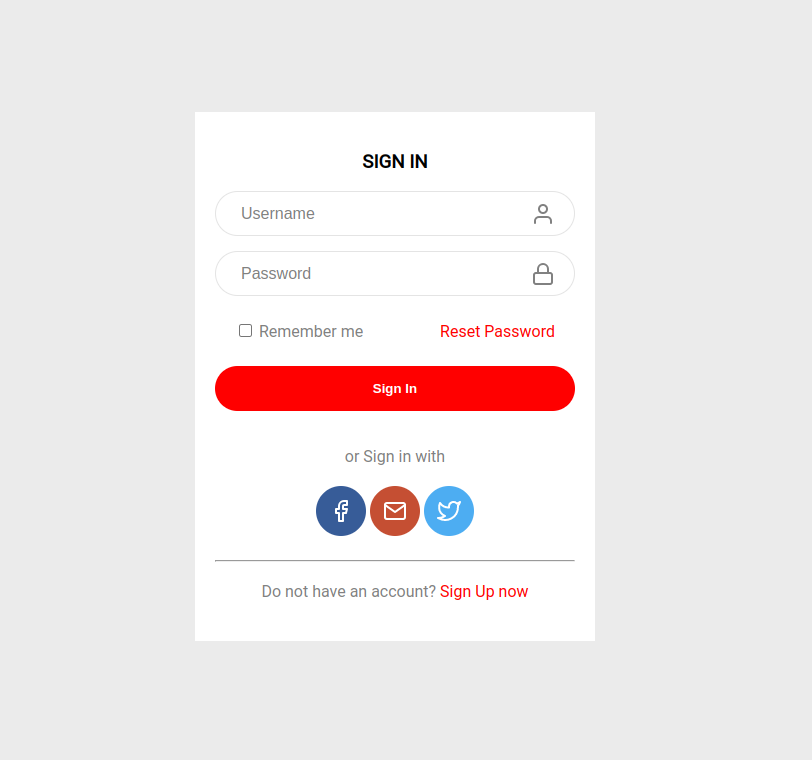 SIGN IN
Username
Password
Remember me Reset Password
Sign In
or Sign in with
Do not have an account? Sign Up now